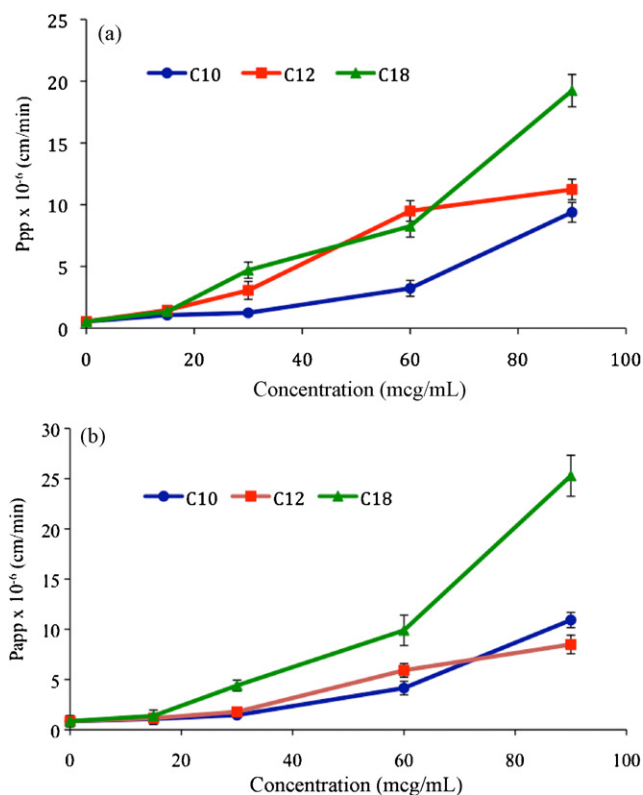 (a)
25
20
15
10
5
0
C10 C12 C18
Ppp x 10⁻⁶ (cm/min)
0 20 40 60 80 100
Concentration (mcg/mL)
(b)
30
25
20
15
10
5
0
C10 C12 C18
Papp x 10⁻⁶ (cm/min)
0 20 40 60 80 100
Concentration (mcg/mL)